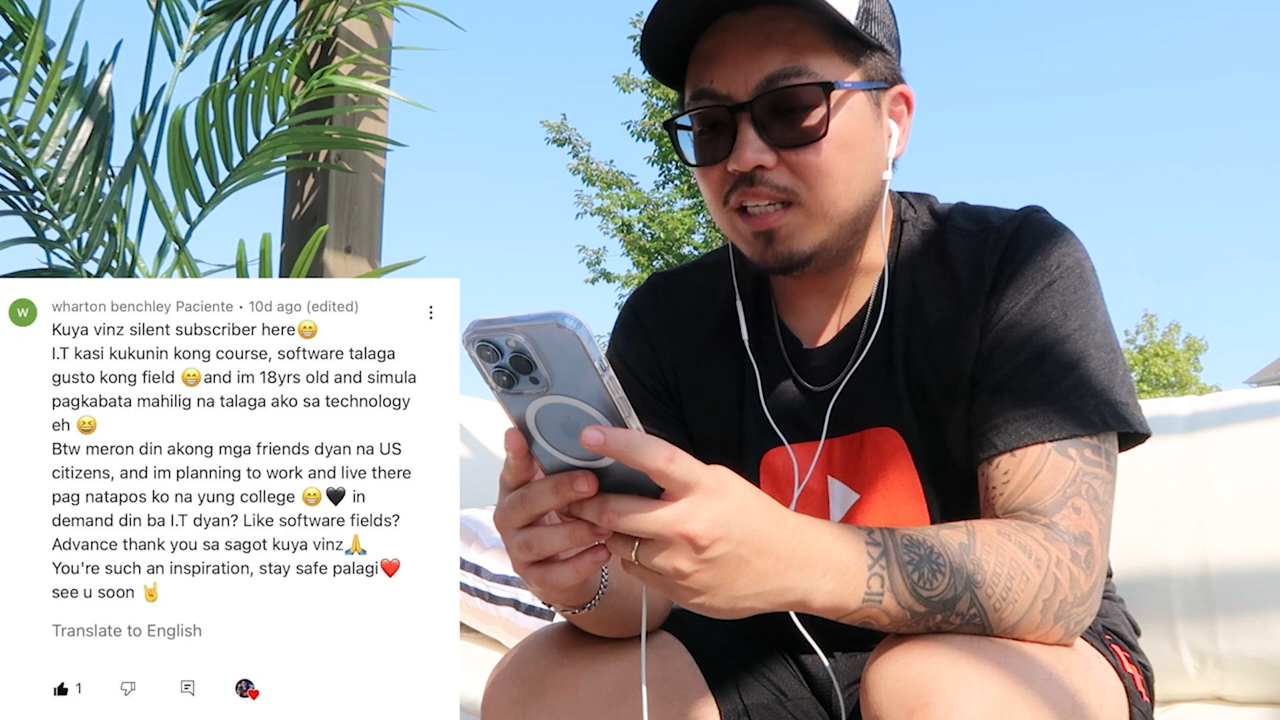 W
wharton benchley Paciente • 10d ago (edited)
Kuya vinz silent subscriber here😁
I.T kasi kukunin kong course, software talaga
gusto kong field 😁and im 18yrs old and simula
pagkabata mahilig na talaga ako sa technology
eh 😆
Btw meron din akong mga friends dyan na US
citizens, and im planning to work and live there
pag natapos ko na yung college 😁🖤 in
demand din ba I.T dyan? Like software fields?
Advance thank you sa sagot kuya vinz🙏
You're such an inspiration, stay safe palagi❤️
see u soon 🤘
Translate to English
1
MXCII